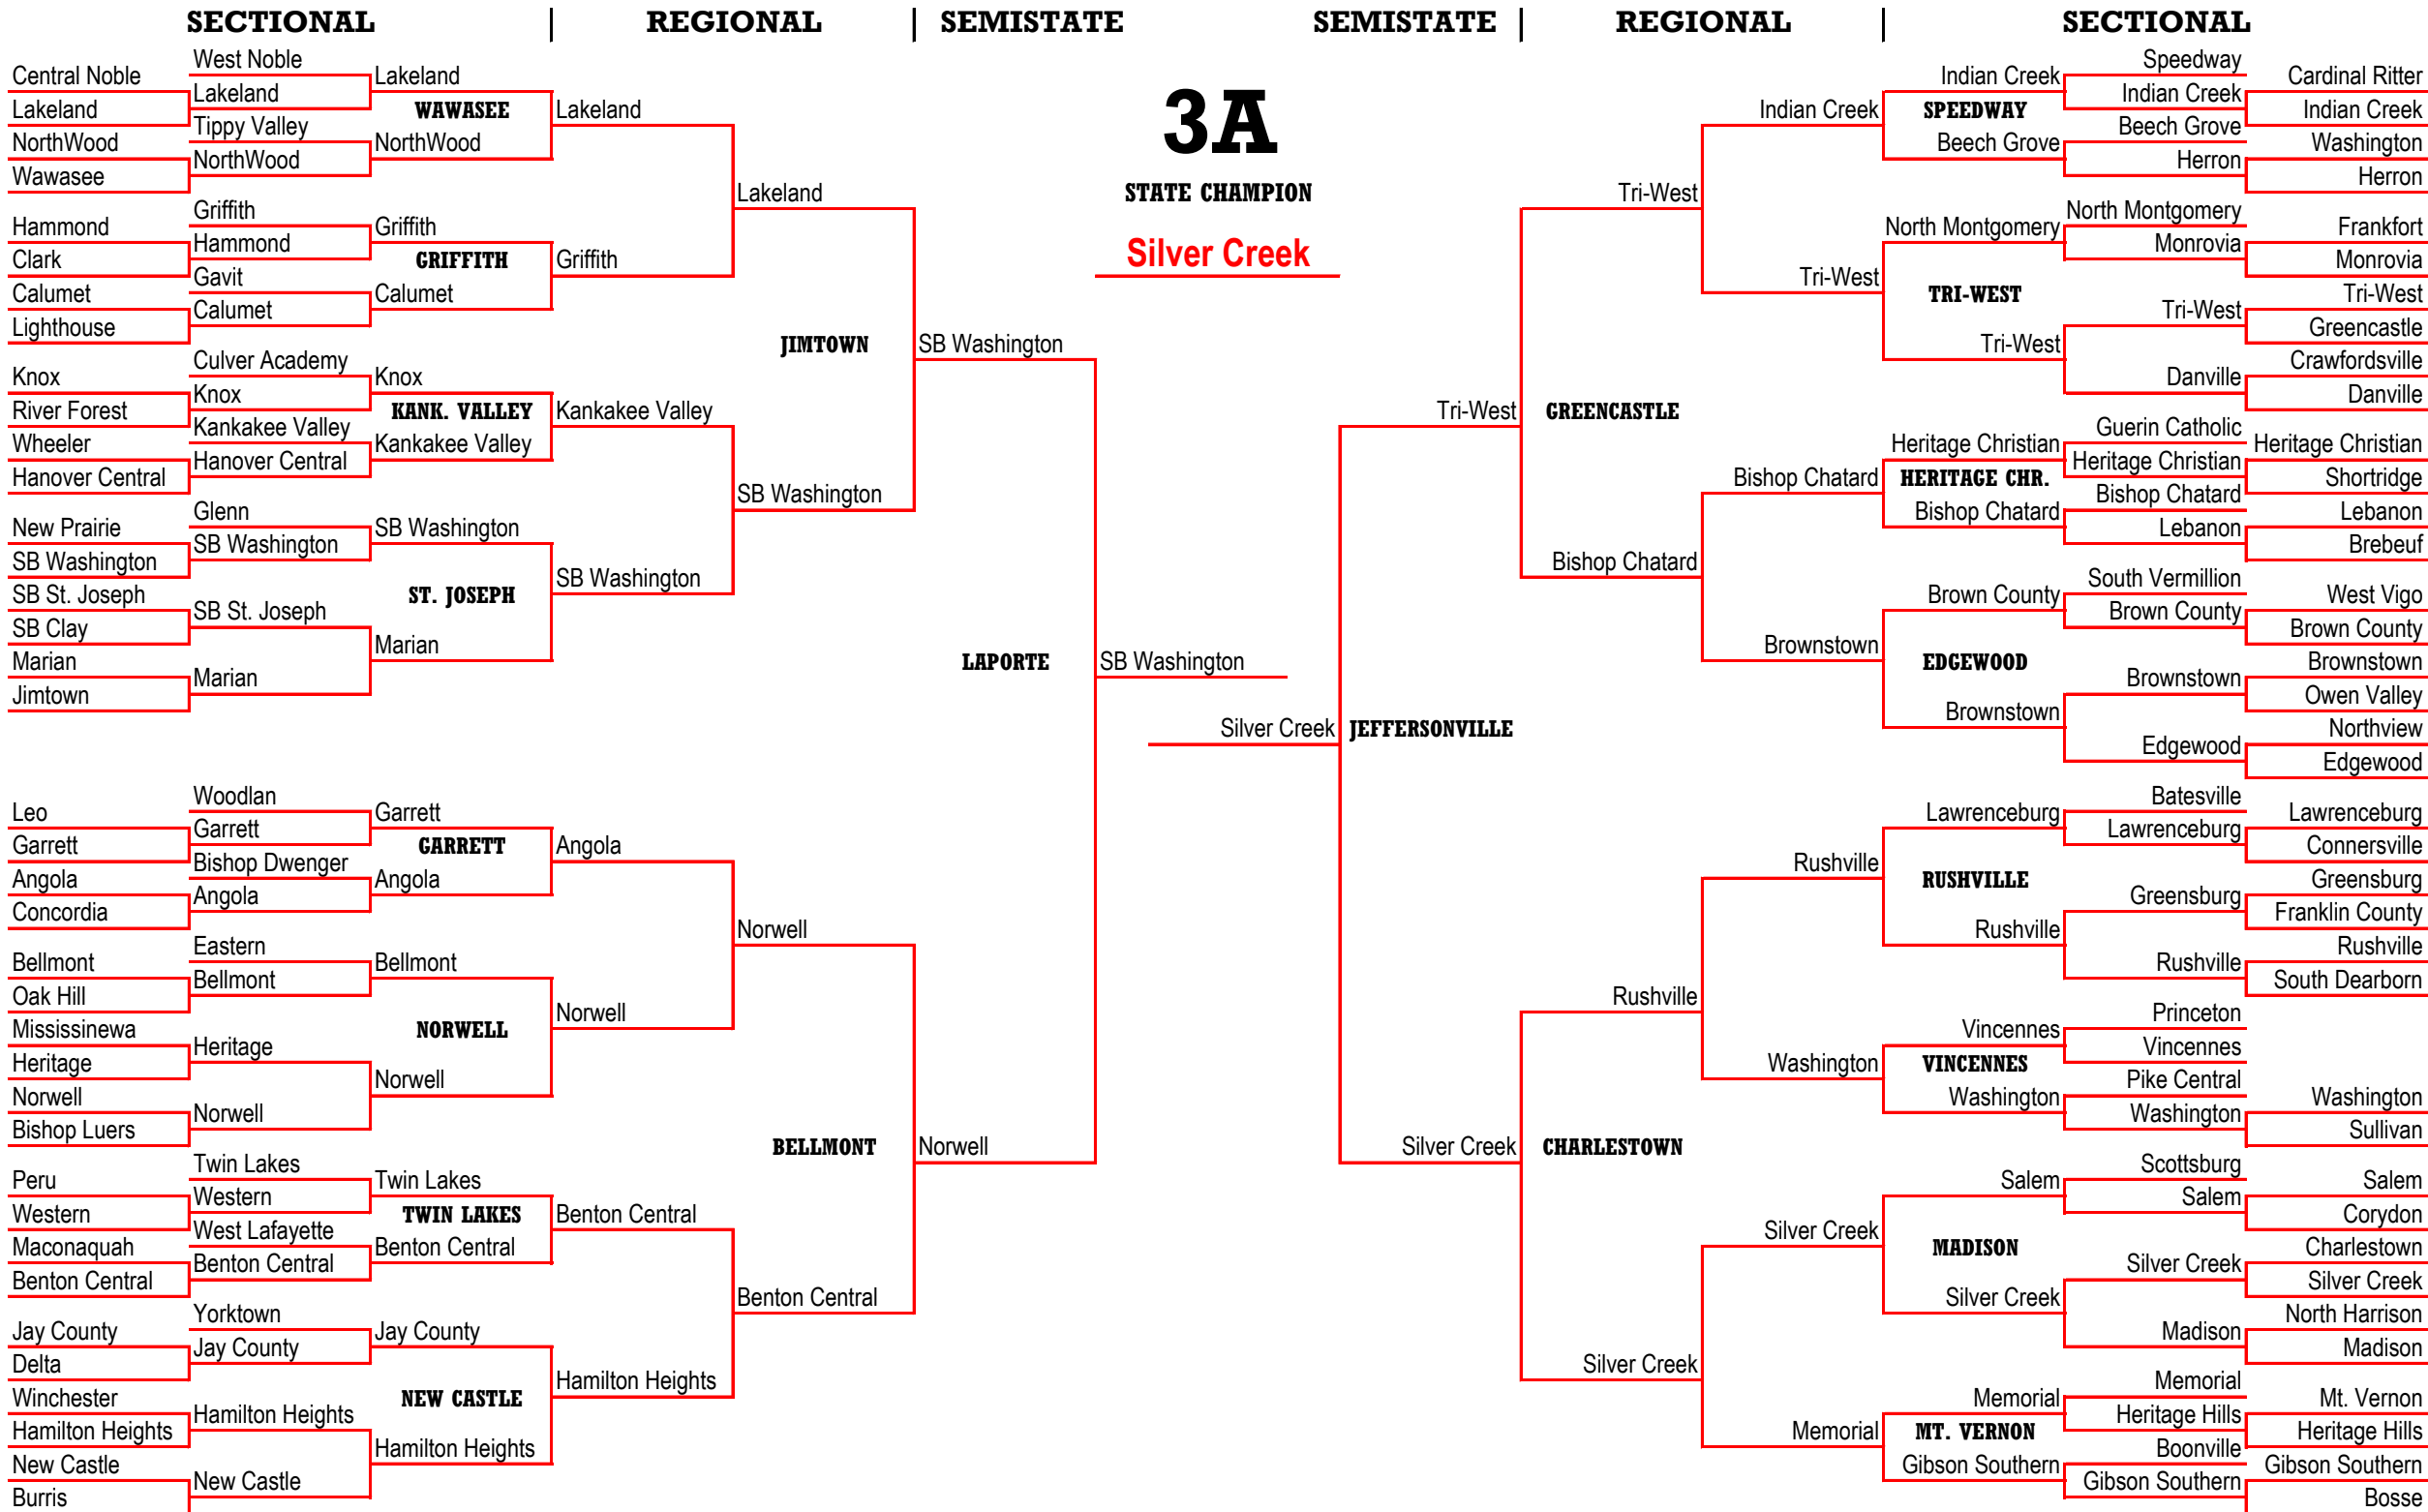 SECTIONAL | REGIONAL | SEMISTATE
SEMISTATE | REGIONAL | SECTIONAL
3A
STATE CHAMPION
Silver Creek
Central Noble
Lakeland
NorthWood
Wawasee
West Noble
Lakeland
Tippy Valley
NorthWood
Lakeland
WAWASEE
NorthWood
Lakeland
Hammond
Clark
Calumet
Lighthouse
Griffith
Hammond
Gavit
Calumet
Griffith
GRIFFITH
Calumet
Griffith
Lakeland
Knox
River Forest
Wheeler
Hanover Central
Culver Academy
Knox
Kankakee Valley
Hanover Central
Knox
KANK. VALLEY
Kankakee Valley
Kankakee Valley
New Prairie
SB Washington
SB St. Joseph
SB Clay
Marian
Jimtown
Glenn
SB Washington
SB St. Joseph
Marian
SB Washington
ST. JOSEPH
Marian
SB Washington
SB Washington
JIMTOWN
SB Washington
Leo
Garrett
Angola
Concordia
Woodlan
Garrett
Bishop Dwenger
Angola
Garrett
GARRETT
Angola
Angola
Bellmont
Oak Hill
Mississinewa
Heritage
Norwell
Bishop Luers
Eastern
Bellmont
Heritage
Norwell
Bellmont
NORWELL
Norwell
Norwell
Norwell
Peru
Western
Maconaquah
Benton Central
Twin Lakes
Western
West Lafayette
Benton Central
Twin Lakes
TWIN LAKES
Benton Central
Benton Central
Jay County
Delta
Winchester
Hamilton Heights
New Castle
Burris
Yorktown
Jay County
Hamilton Heights
New Castle
Jay County
NEW CASTLE
Hamilton Heights
Hamilton Heights
Benton Central
BELLMONT
Norwell
LAPORTE
SB Washington
Silver Creek
JEFFERSONVILLE
Tri-West
GREENCASTLE
Tri-West
Indian Creek
Indian Creek
SPEEDWAY
Beech Grove
Speedway
Indian Creek
Beech Grove
Herron
Cardinal Ritter
Indian Creek
Washington
Herron
Tri-West
North Montgomery
TRI-WEST
Tri-West
North Montgomery
Monrovia
Tri-West
Danville
Frankfort
Monrovia
Tri-West
Greencastle
Crawfordsville
Danville
Bishop Chatard
Bishop Chatard
Heritage Christian
HERITAGE CHR.
Bishop Chatard
Guerin Catholic
Heritage Christian
Bishop Chatard
Lebanon
Heritage Christian
Shortridge
Lebanon
Brebeuf
Brownstown
Brown County
EDGEWOOD
Brownstown
South Vermillion
Brown County
Brownstown
Edgewood
West Vigo
Brown County
Brownstown
Owen Valley
Northview
Edgewood
Silver Creek
CHARLESTOWN
Rushville
Rushville
Lawrenceburg
RUSHVILLE
Rushville
Batesville
Lawrenceburg
Greensburg
Rushville
Lawrenceburg
Connersville
Greensburg
Franklin County
Rushville
South Dearborn
Washington
Vincennes
VINCENNES
Washington
Princeton
Vincennes
Pike Central
Washington
Washington
Sullivan
Silver Creek
Silver Creek
Salem
MADISON
Silver Creek
Scottsburg
Salem
Silver Creek
Madison
Salem
Corydon
Charlestown
Silver Creek
North Harrison
Madison
Memorial
Memorial
MT. VERNON
Gibson Southern
Memorial
Heritage Hills
Boonville
Gibson Southern
Mt. Vernon
Heritage Hills
Gibson Southern
Bosse